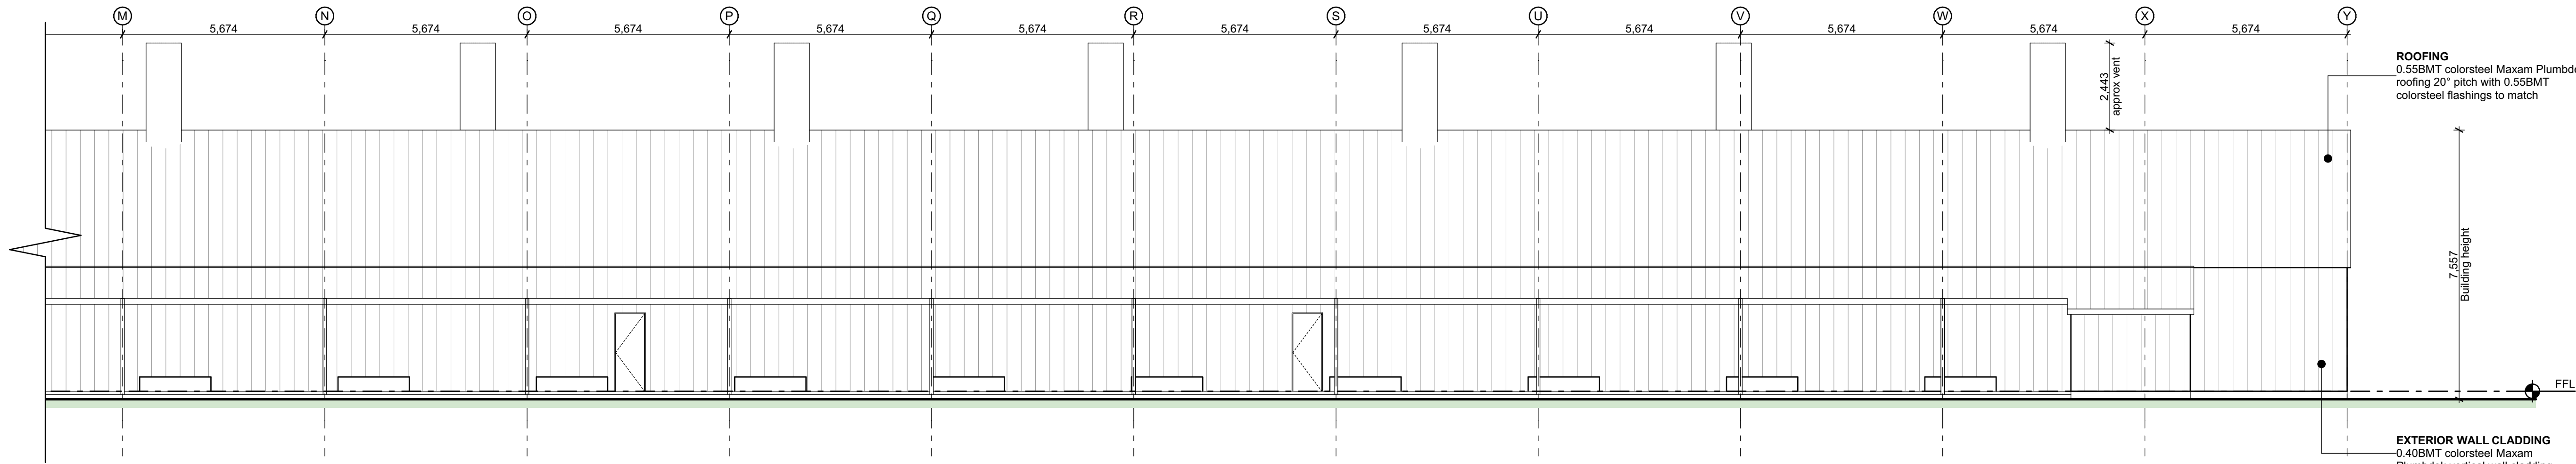 M N O P Q R S U V W X Y
5,674 5,674 5,674 5,674 5,674 5,674 5,674 5,674 5,674 5,674 5,674
ROOFING
0.55BMT colorsteel Maxam Plumbde
roofing 20° pitch with 0.55BMT
colorsteel flashings to match
2,443
approx vent
7,557
Building height
FFL
EXTERIOR WALL CLADDING
0.40BMT colorsteel Maxam